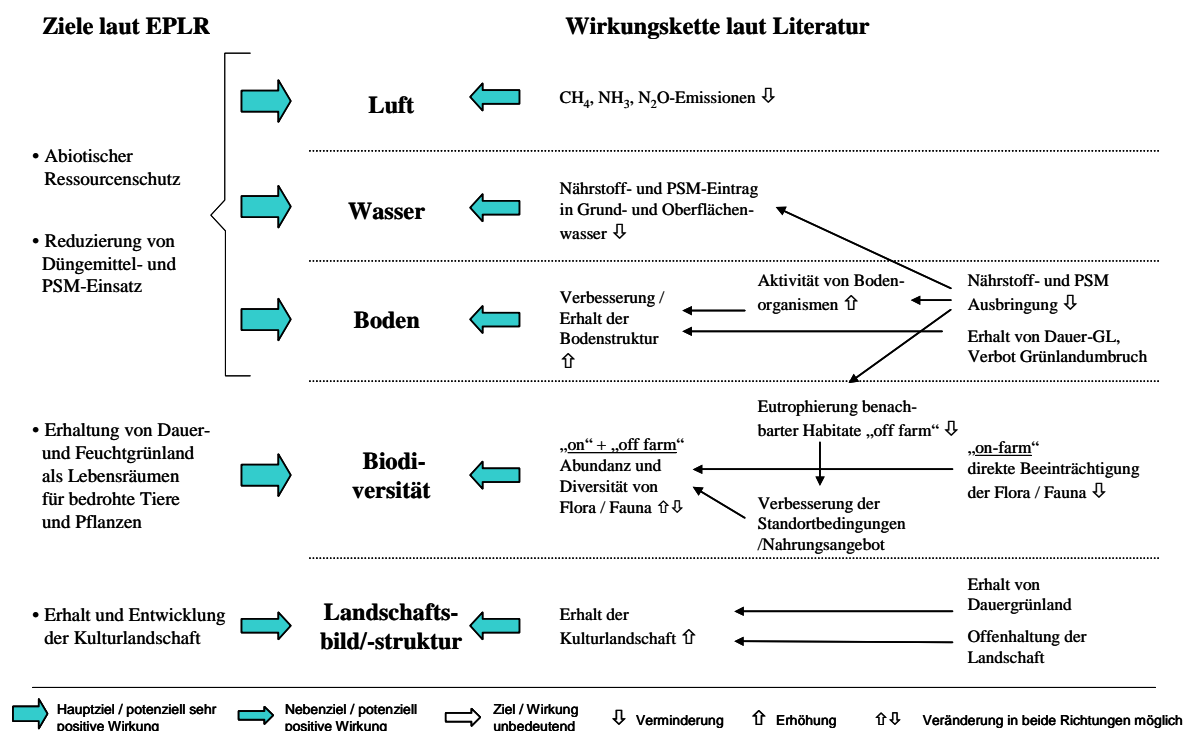 Ziele laut EPLR
Wirkungskette laut Literatur
• Abiotischer
Ressourcenschutz
• Reduzierung von
Düngemittel- und
PSM-Einsatz
Luft
CH₄, NH₃, N₂O-Emissionen ⇩
Wasser
Nährstoff- und PSM-Eintrag
in Grund- und Oberflächen-
wasser ⇩
Boden
Verbesserung /
Erhalt der
Bodenstruktur
⇧
Aktivität von Boden-
organismen ⇧
Nährstoff- und PSM
Ausbringung ⇩
Erhalt von Dauer-GL,
Verbot Grünlandumbruch
• Erhaltung von Dauer-
und Feuchtgrünland
als Lebensräumen
für bedrohte Tiere
und Pflanzen
Biodi-
versität
„on“ + „off farm“
Abundanz und
Diversität von
Flora / Fauna ⇧⇩
Eutrophierung benach-
barter Habitate „off farm“ ⇩
Verbesserung der
Standortbedingungen
/Nahrungsangebot
„on-farm“
direkte Beeinträchtigung
der Flora / Fauna ⇩
• Erhalt und Entwicklung
der Kulturlandschaft
Landschafts-
bild/-struktur
Erhalt der
Kulturlandschaft ⇧
Erhalt von
Dauergrünland
Offenhaltung der
Landschaft
Hauptziel / potenziell sehr
positive Wirkung
Nebenziel / potenziell
positive Wirkung
Ziel / Wirkung
unbedeutend
⇩ Verminderung
⇧ Erhöhung
⇧⇩ Veränderung in beide Richtungen möglich